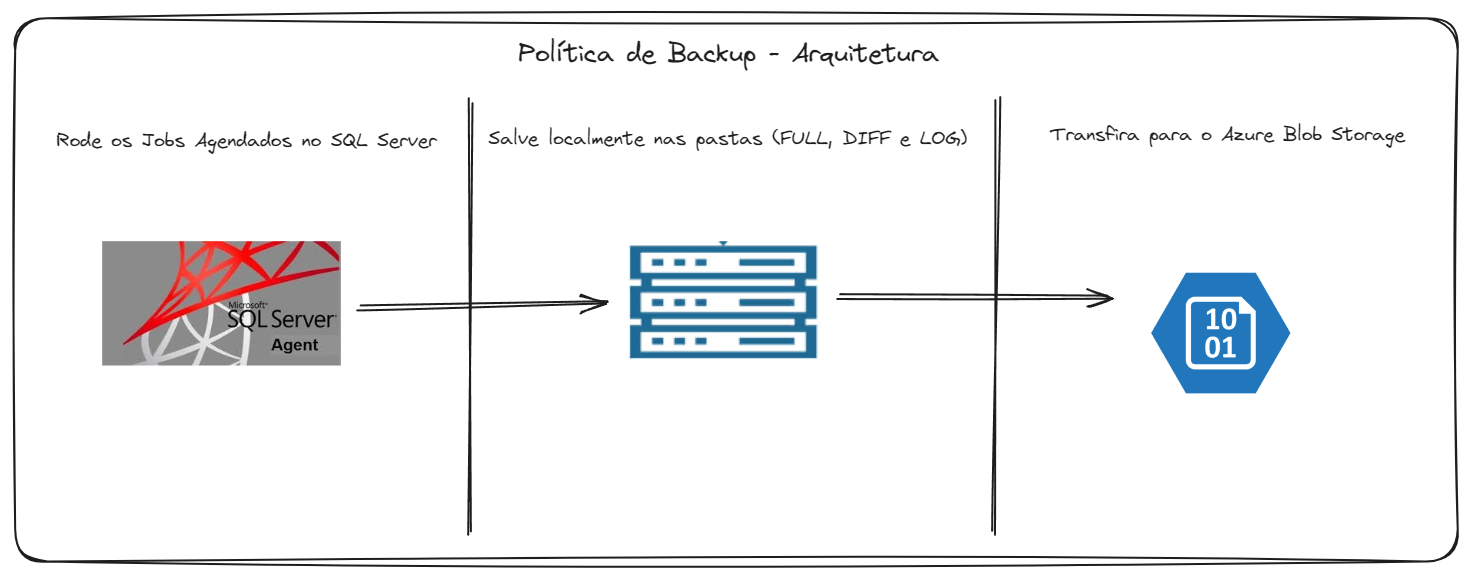 Política de Backup - Arquitetura
Rode os Jobs Agendados no SQL Server
Salve localmente nas pastas (FULL, DIFF e LOG)
Transfira para o Azure Blob Storage
Microsoft®
SQL Server
Agent
10
01